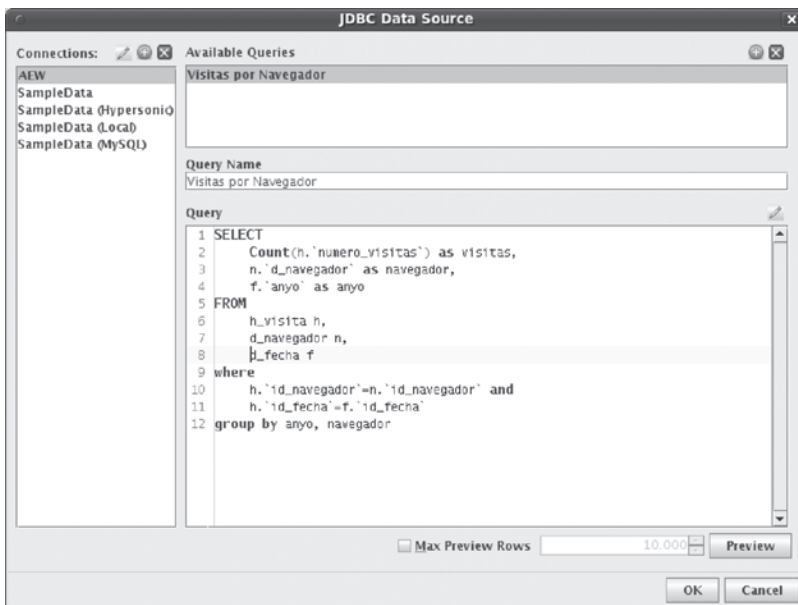 JDBC Data Source
Connections:
AEW
SampleData
SampleData (Hypersonic)
SampleData (Local)
SampleData (MySQL)
Available Queries
Visitas por Navegador
Query Name
Visitas por Navegador
Query
1 SELECT
2 Count(h.`numero_visitas`) as visitas,
3 n.`d_navegador` as navegador,
4 f.`anyo` as anyo
5 FROM
6 h_visita h,
7 d_navegador n,
8 d_fecha f
9 where
10 h.`id_navegador`=n.`id_navegador` and
11 h.`id_fecha`=f.`id_fecha`
12 group by anyo, navegador
Max Preview Rows 10.000 Preview
OK Cancel